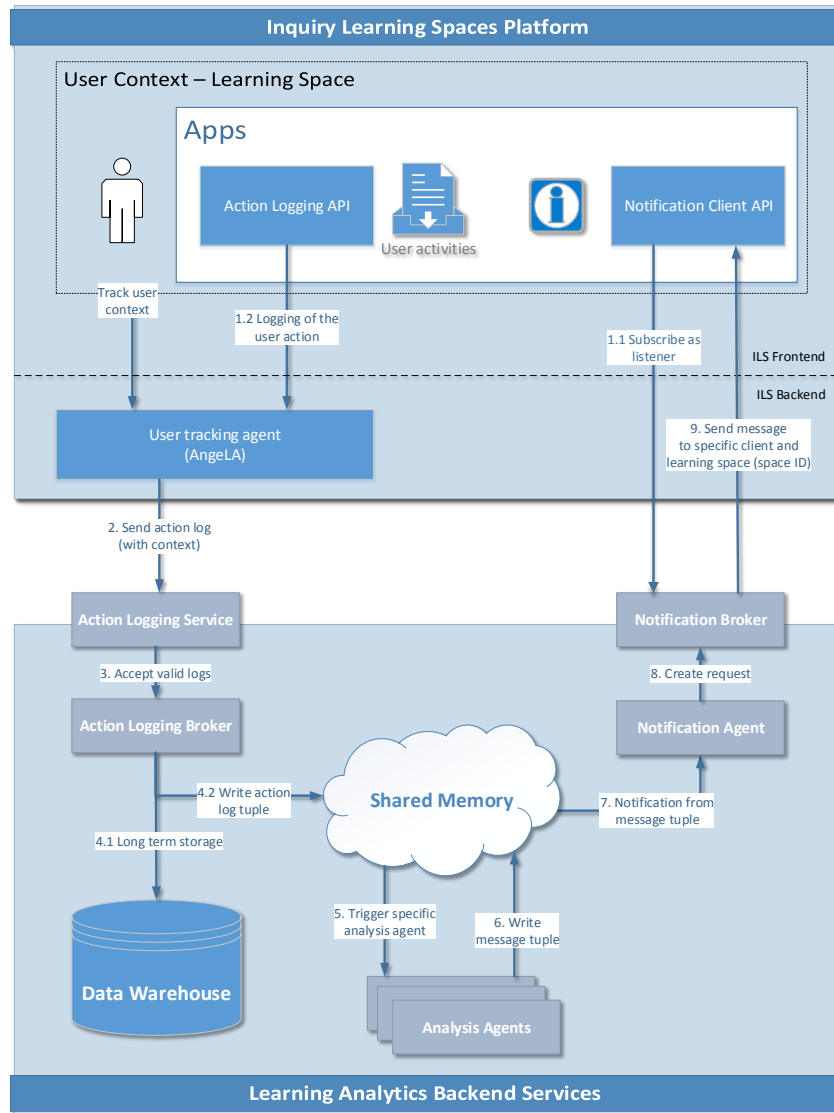 Inquiry Learning Spaces Platform
User Context – Learning Space
Apps
Action Logging API
User activities
Notification Client API
Track user
context
1.2 Logging of the
user action
1.1 Subscribe as
listener
ILS Frontend
ILS Backend
User tracking agent
(AngeLA)
9. Send message
to specific client and
learning space (space ID)
2. Send action log
(with context)
Action Logging Service
Notification Broker
3. Accept valid logs
8. Create request
Action Logging Broker
Notification Agent
4.2 Write action
log tuple
Shared Memory
7. Notification from
message tuple
4.1 Long term storage
5. Trigger specific
analysis agent
6. Write
message tuple
Data Warehouse
Analysis Agents
Learning Analytics Backend Services